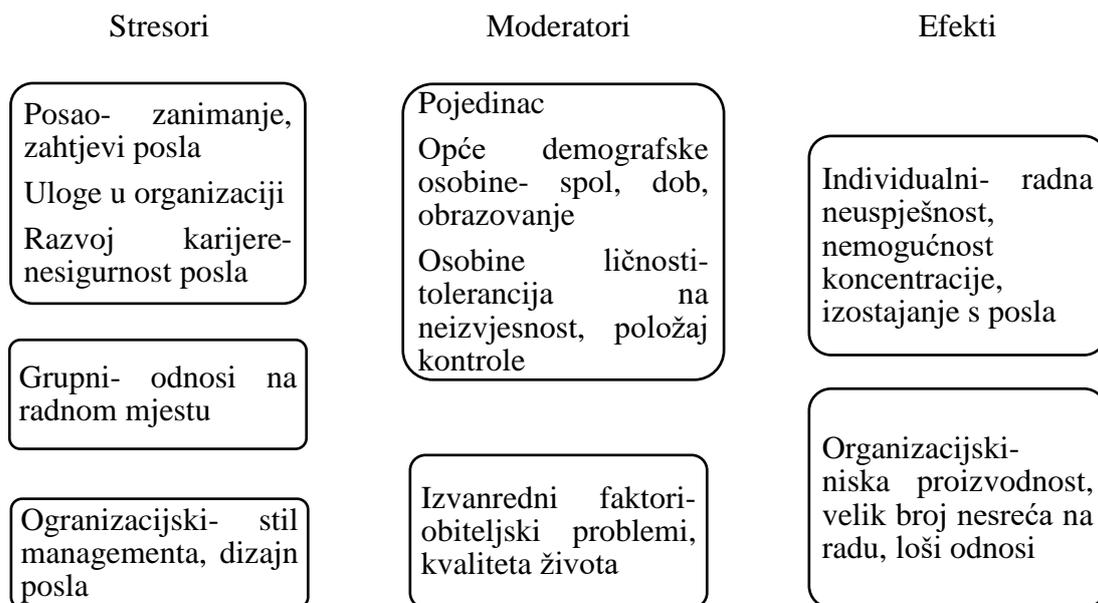 Stresori
Posao- zanimanje,
zahtjevi posla
Uloge u organizaciji
Razvoj karijere-
nesigurnost posla
Grupni- odnosi na
radnom mjestu
Ogranizacijski- stil
managementa, dizajn
posla
Moderatori
Pojedinac
Opće demografske
osobine- spol, dob,
obrazovanje
Osobine ličnosti-
tolerancija na
neizvjesnost, položaj
kontrole
Izvanredni faktori-
obiteljski problemi,
kvaliteta života
Efekti
Individualni- radna
neuspješnost,
nemogućnost
koncentracije,
izostajanje s posla
Organizacijski-
niska proizvodnost,
velik broj nesreća na
radu, loši odnosi